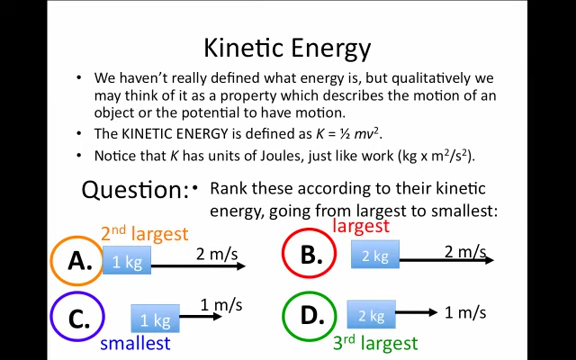 Kinetic Energy
• We haven't really defined what energy is, but qualitatively we
may think of it as a property which describes the motion of an
object or the potential to have motion.
• The KINETIC ENERGY is defined as K = ½ mv².
• Notice that K has units of Joules, just like work (kg x m²/s²).
Question:
• Rank these according to their kinetic
energy, going from largest to smallest:
2nd largest
A.
1 kg
2 m/s
largest
B.
2 kg
2 m/s
C.
1 kg
1 m/s
smallest
D.
2 kg
1 m/s
3rd largest